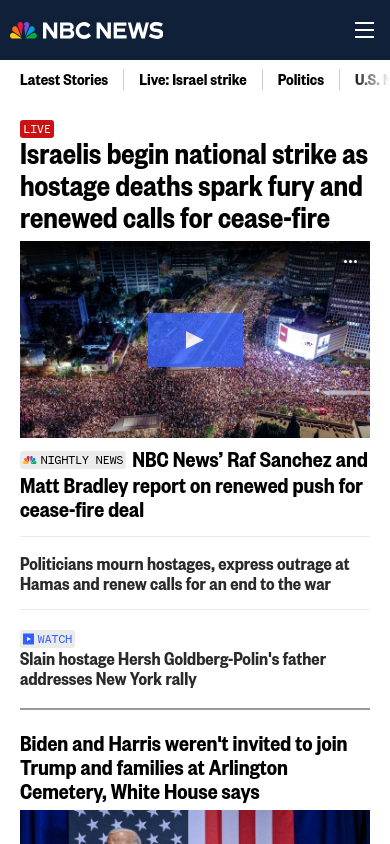 NBC NEWS
Latest Stories
Live: Israel strike
Politics
U.S.
LIVE
Israelis begin national strike as
hostage deaths spark fury and
renewed calls for cease-fire
NIGHTLY NEWS NBC News’ Raf Sanchez and
Matt Bradley report on renewed push for
cease-fire deal
Politicians mourn hostages, express outrage at
Hamas and renew calls for an end to the war
WATCH
Slain hostage Hersh Goldberg-Polin's father
addresses New York rally
Biden and Harris weren't invited to join
Trump and families at Arlington
Cemetery, White House says